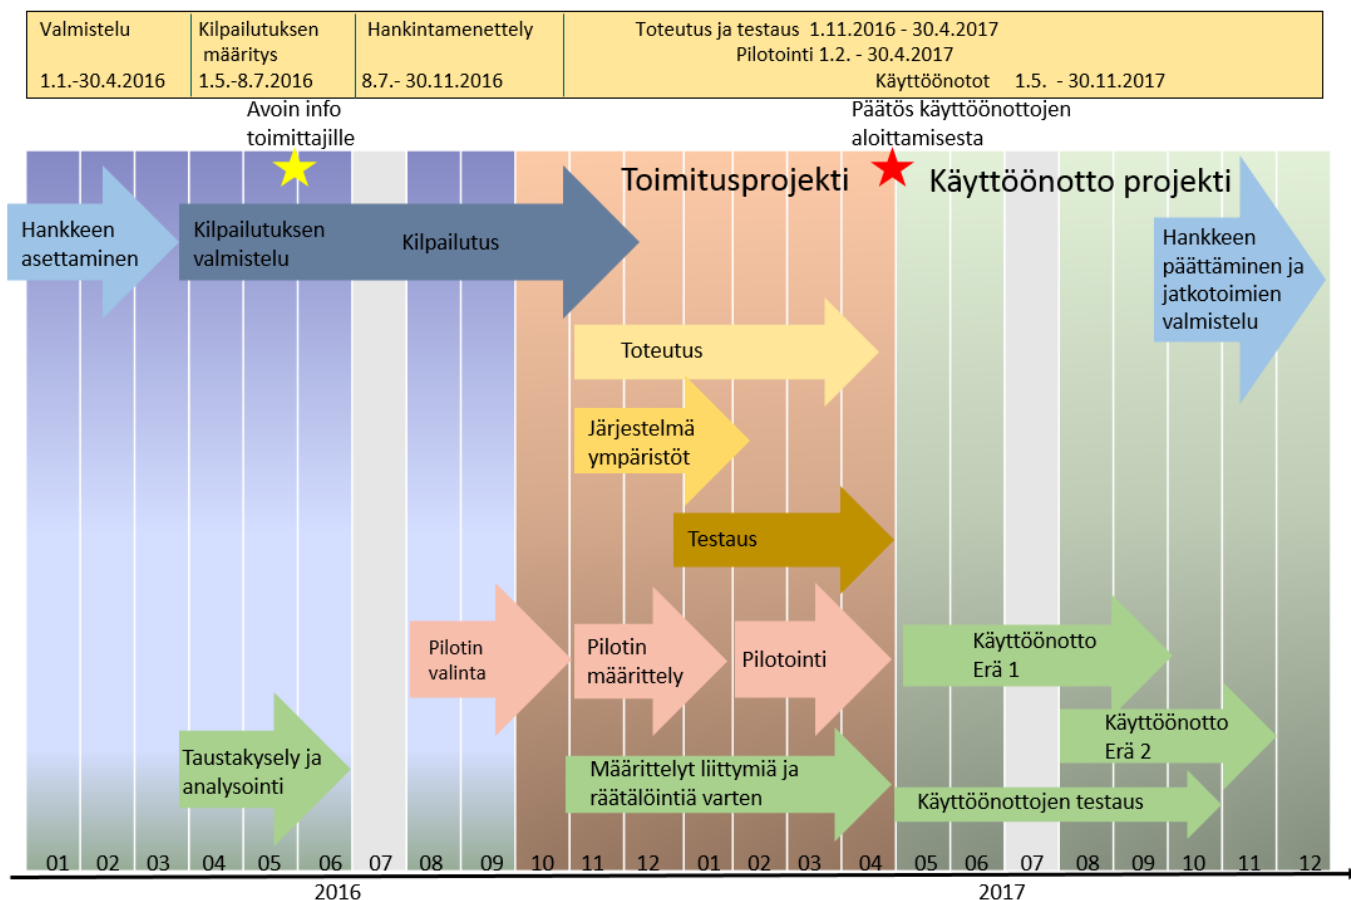 Valmistelu
1.1.-30.4.2016
Kilpailutuksen
määritys
1.5.-8.7.2016
Hankintamenettely
8.7.- 30.11.2016
Toteutus ja testaus 1.11.2016 - 30.4.2017
Pilotointi 1.2. - 30.4.2017
Käyttöönotot 1.5. - 30.11.2017
Avoin info
toimittajille
Päätös käyttöönottojen
aloittamisesta
Toimitusprojekti
Käyttöönotto projekti
Hankkeen
asettaminen
Kilpailutuksen
valmistelu
Kilpailutus
Hankkeen
päättäminen ja
jatkotoimien
valmistelu
Toteutus
Järjestelmä
ympäristöt
Testaus
Pilotin
valinta
Pilotin
määrittely
Pilotointi
Käyttöönotto
Erä 1
Käyttöönotto
Erä 2
Taustakysely ja
analysointi
Määrittelyt liittymiä ja
räätälöintiä varten
Käyttöönottojen testaus
01 02 03 04 05 06 07 08 09 10 11 12 01 02 03 04 05 06 07 08 09 10 11 12
2016 2017